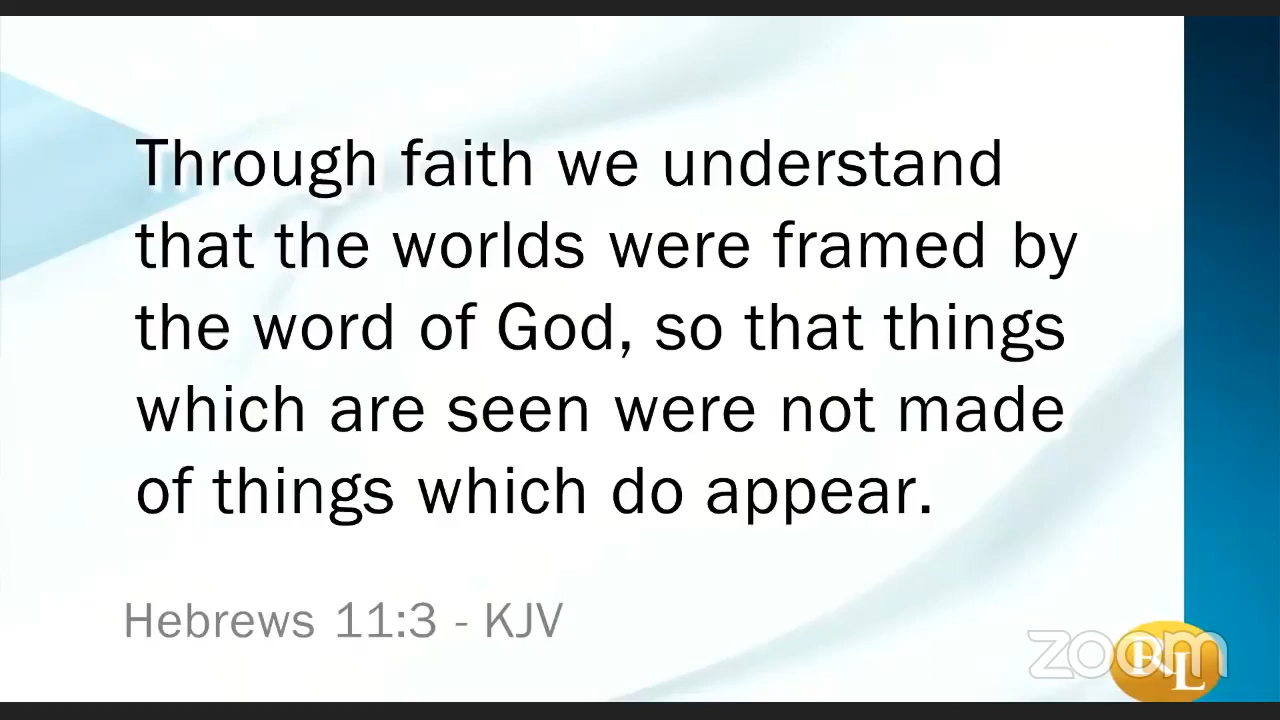 Through faith we understand
that the worlds were framed by
the word of God, so that things
which are seen were not made
of things which do appear.
Hebrews 11:3 - KJV
zoom
RL